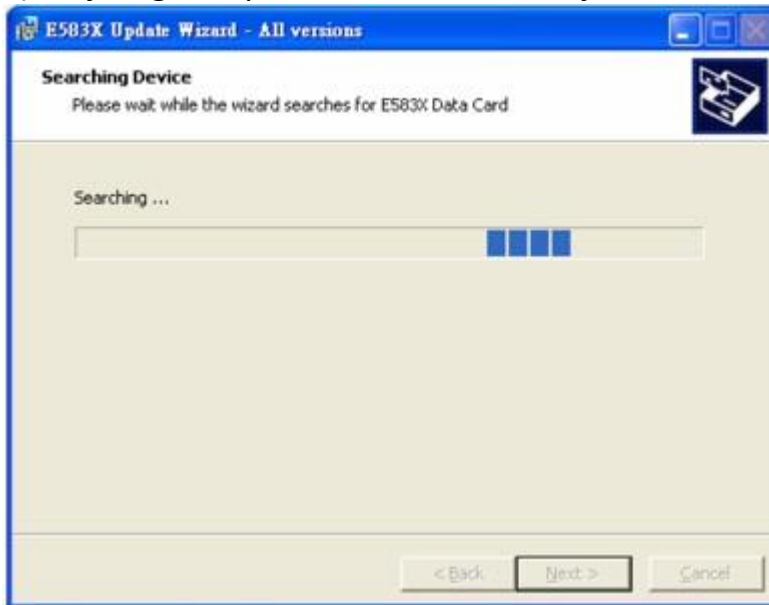 E583X Update Wizard - All versions
Searching Device
Please wait while the wizard searches for E583X Data Card
Searching ...
< Back
Next >
Cancel